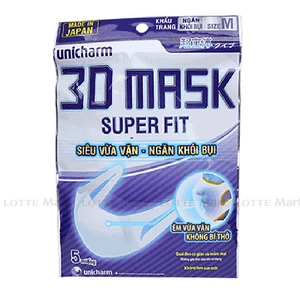 MADE IN
JAPAN
KHẨU
TRANG
NGĂN
KHÓI BỤI
SIZE M
unicharm
3D MASK
SUPER FIT
SIÊU VỪA VẶN - NGĂN KHÓI BỤI
LOTTE Mart
ÊM VỪA VẶN
KHÔNG BÍ THỞ
5
unicharm